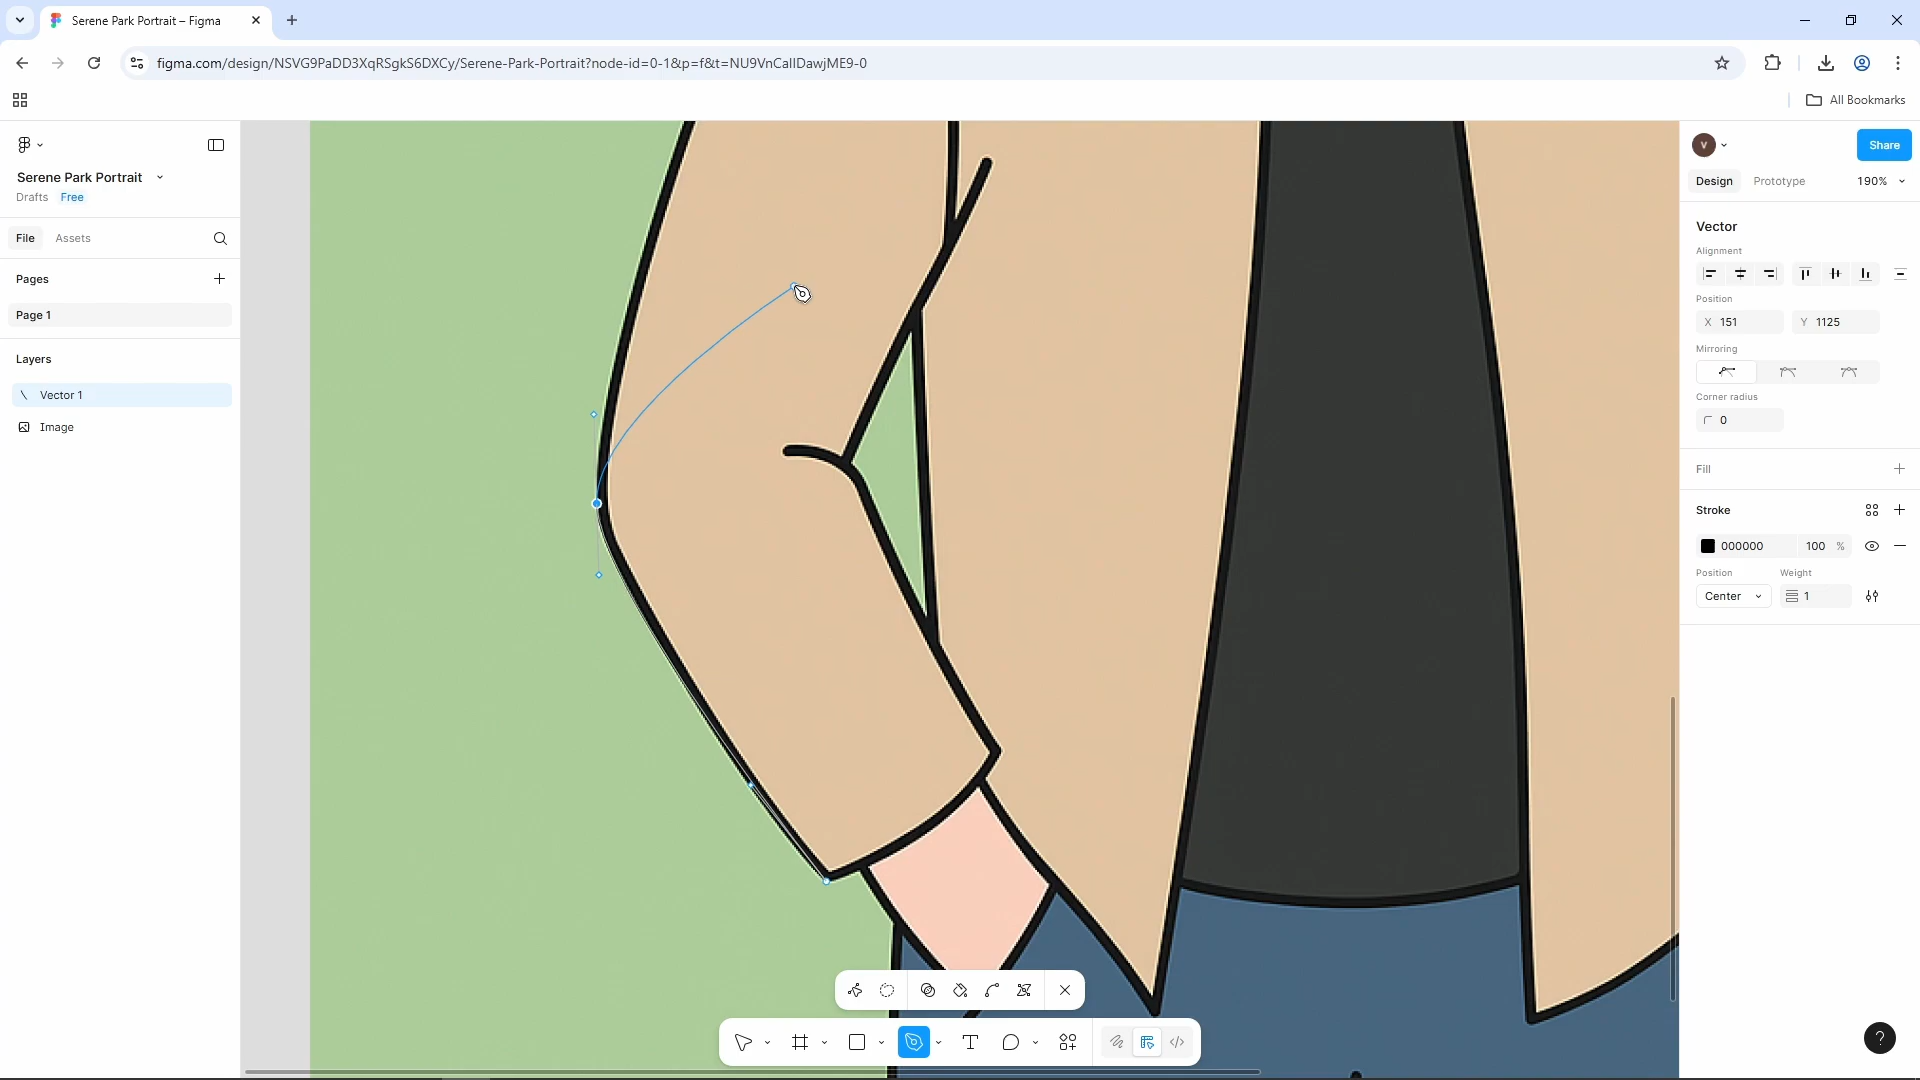 Serene Park Portrait – Figma
figma.com/design/NSVG9PaDD3XqRSgkS6DXCy/Serene-Park-Portrait?node-id=0-1&p=f&t=NU9VnCallDawjME9-0
All Bookmarks
Serene Park Portrait
Drafts Free
File Assets
Pages
Page 1
Layers
Vector 1
Image
V
Share
Design Prototype 190%
Vector
Alignment
Position
X 151 Y 1125
Mirroring
Corner radius
0
Fill
Stroke
000000 100 %
Position Weight
Center 1
?